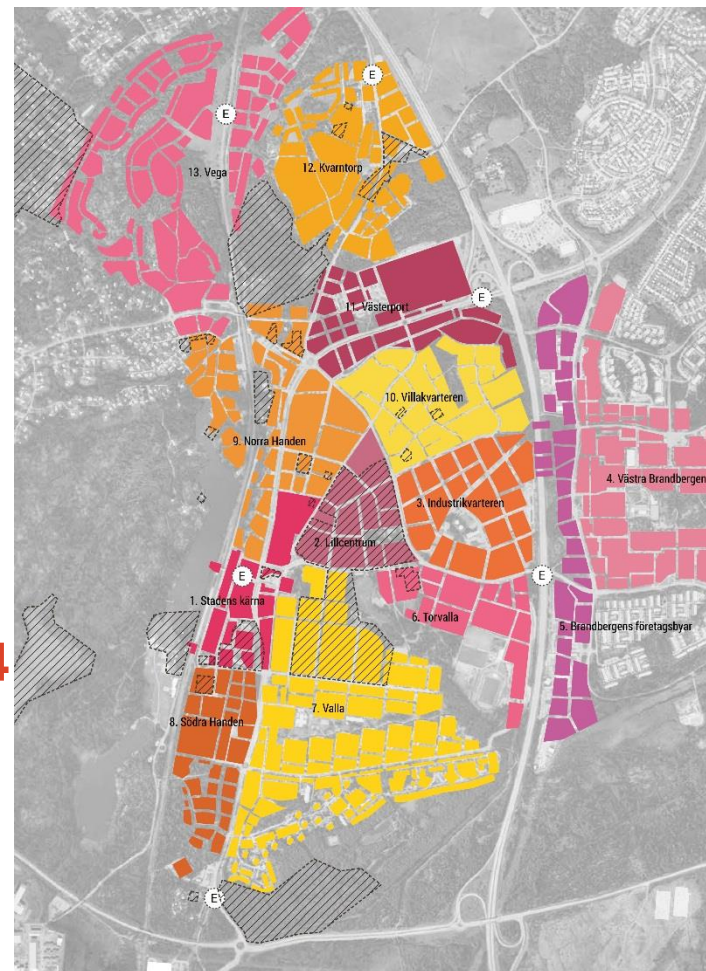 E
E
13. Vega
12. Kvarntorp
E
11. Västerport
10. Villakvarteren
9. Norra Handen
4. Västra Brandbergen
3. Industrikvarteren
2. Lillcentrum
E
E
1. Stadens kärna
6. Torvalla
5. Brandbergens företagsbyar
4
7. Valla
8. Södra Handen
E